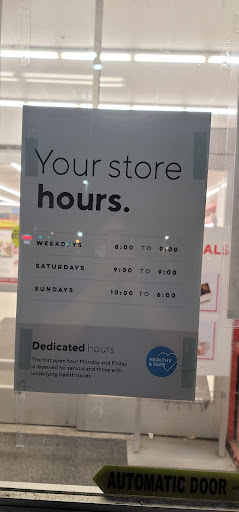 Your store
hours.
WEEKDAYS 8:00 TO 9:00
SATURDAYS 9:00 TO 9:00
SUNDAYS 10:00 TO 6:00
Dedicated hours
The first open hour Monday and Friday
is reserved for seniors and those with
underlying health issues
HEALTHY
& SAFE
ALS
AUTOMATIC DOOR